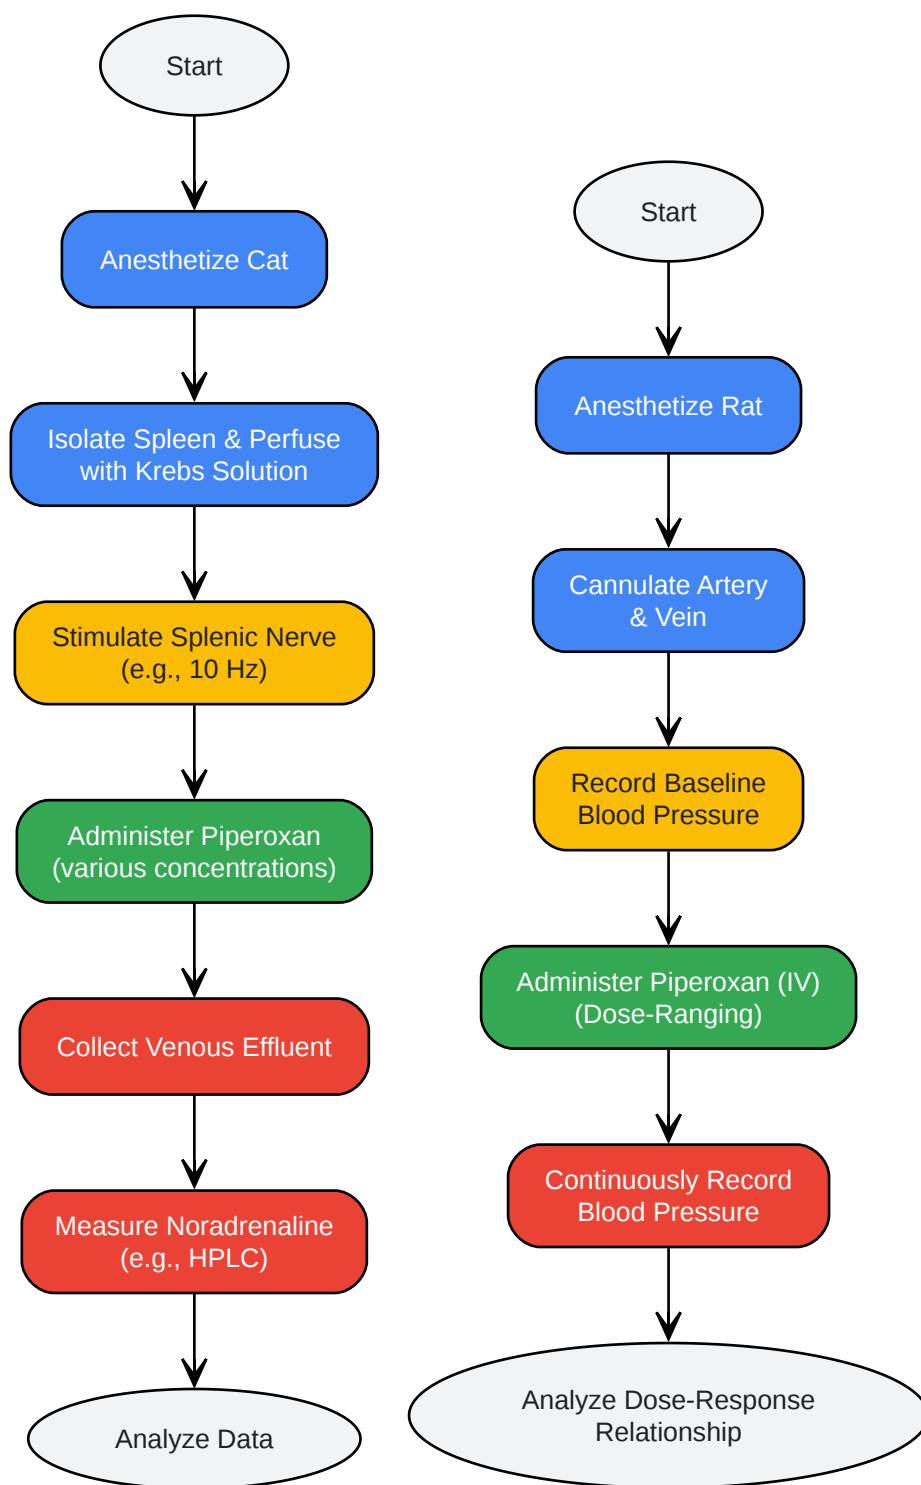 Start
Anesthetize Cat
Isolate Spleen & Perfuse
with Krebs Solution
Stimulate Splenic Nerve
(e.g., 10 Hz)
Administer Piperoxan
(various concentrations)
Collect Venous Effluent
Measure Noradrenaline
(e.g., HPLC)
Analyze Data
Start
Anesthetize Rat
Cannulate Artery
& Vein
Record Baseline
Blood Pressure
Administer Piperoxan (IV)
(Dose-Ranging)
Continuously Record
Blood Pressure
Analyze Dose-Response
Relationship